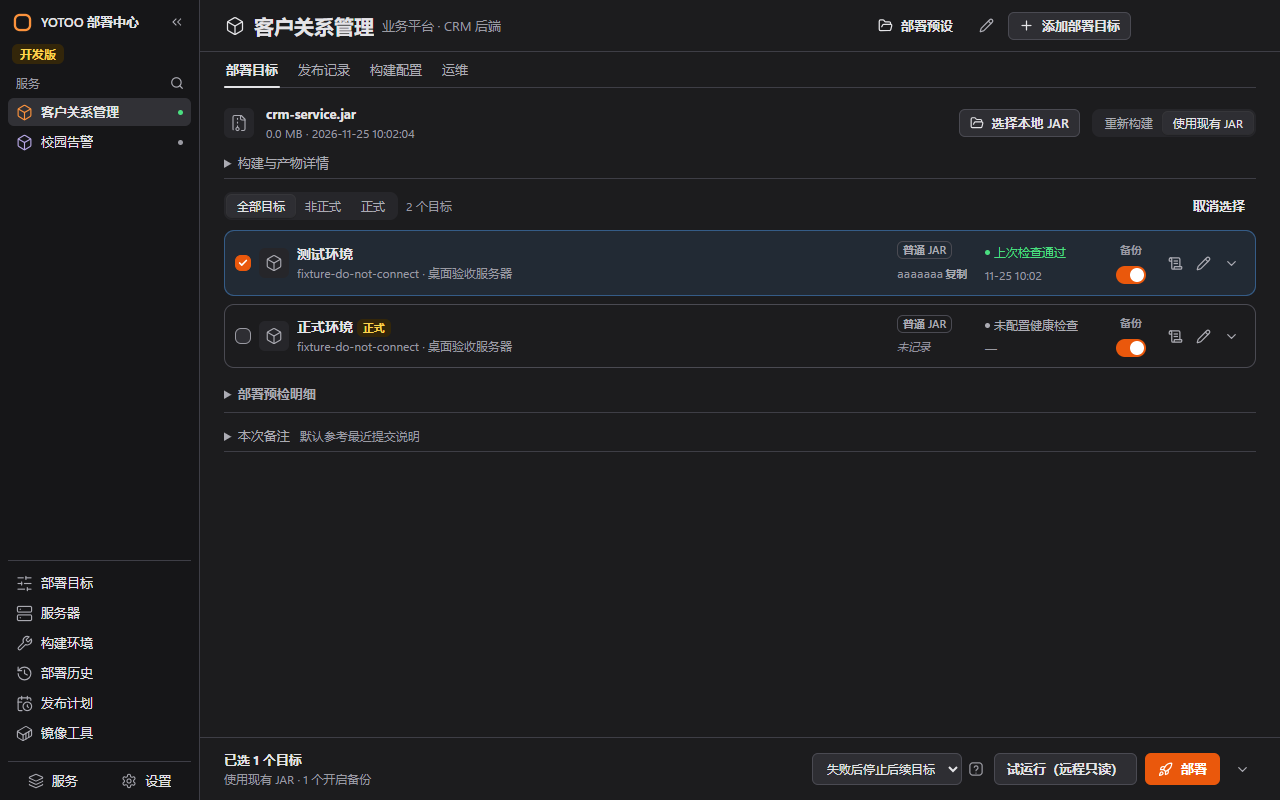 YOTOO 部署中心
开发版
服务
客户关系管理
校园告警
部署目标
服务器
构建环境
部署历史
发布计划
镜像工具
服务
设置
客户关系管理 业务平台 · CRM 后端
部署预设
添加部署目标
部署目标 发布记录 构建配置 运维
crm-service.jar
0.0 MB · 2026-11-25 10:02:04
选择本地 JAR
重新构建 使用现有 JAR
构建与产物详情
全部目标 非正式 正式 2 个目标
取消选择
测试环境
fixture-do-not-connect · 桌面验收服务器
普通 JAR
aaaaaaa 复制
上次检查通过
11-25 10:02
备份
正式环境 正式
fixture-do-not-connect · 桌面验收服务器
普通 JAR
未记录
未配置健康检查
—
备份
部署预检明细
本次备注 默认参考最近提交说明
已选 1 个目标
使用现有 JAR · 1 个开启备份
失败后停止后续目标
?
试运行（远程只读）
部署